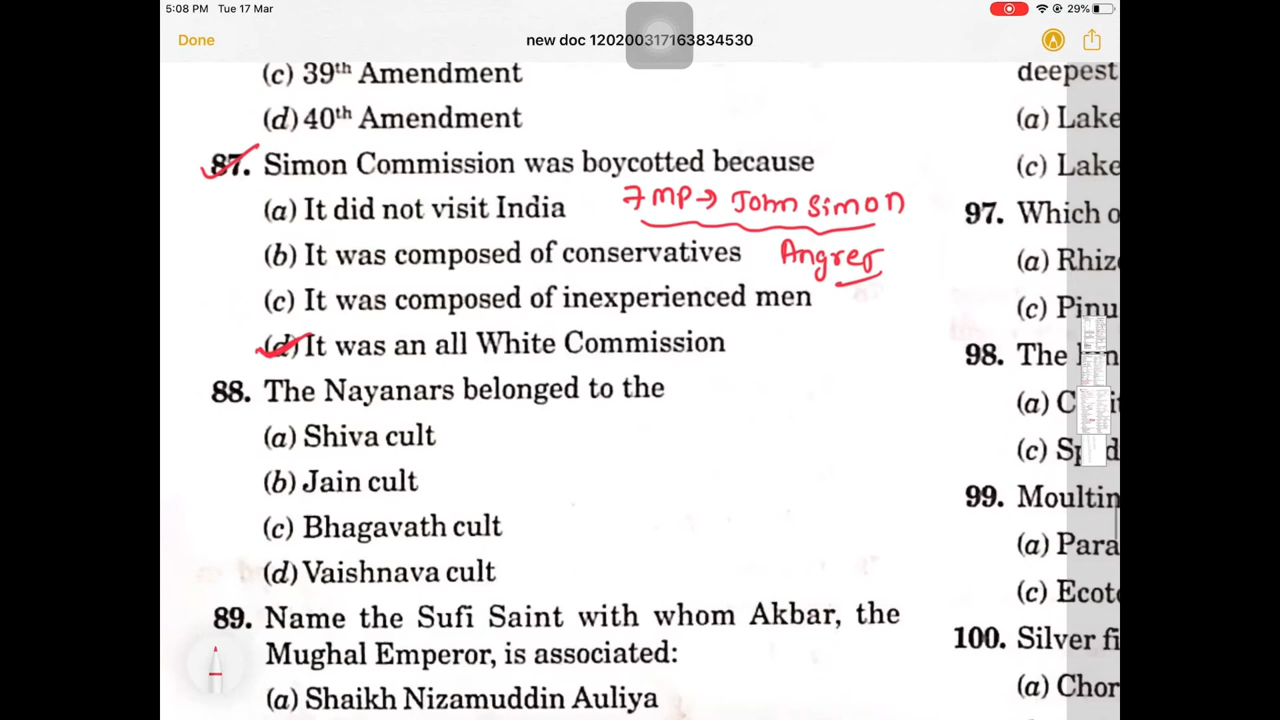 5:08 PM Tue 17 Mar
29%
Done
new doc 120200317163834530
(c) 39th Amendment
(d) 40th Amendment
87. Simon Commission was boycotted because
(a) It did not visit India
7 MP → John Simon
(b) It was composed of conservatives
Angrez
(c) It was composed of inexperienced men
(d) It was an all White Commission
88. The Nayanars belonged to the
(a) Shiva cult
(b) Jain cult
(c) Bhagavath cult
(d) Vaishnava cult
89. Name the Sufi Saint with whom Akbar, the
Mughal Emperor, is associated:
(a) Shaikh Nizamuddin Auliya
deepest
(a) Lake
(c) Lake
97. Which o
(a) Rhiz
(c) Pinu
98. The
(a) C
(c) Sp
99. Moultin
(a) Para
(c) Ecot
100. Silver fi
(a) Chor